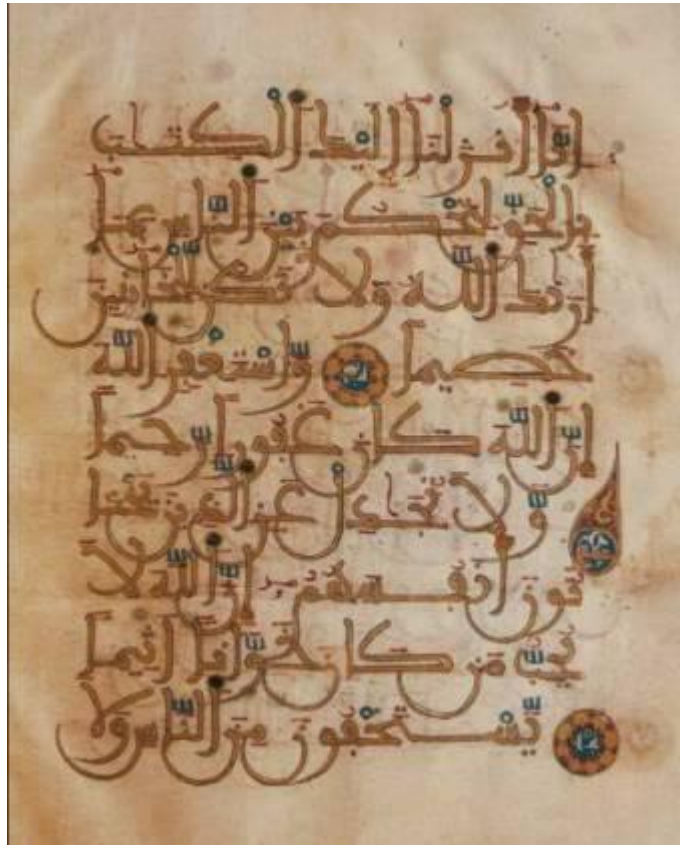 إنا أنزلنا إليك الكتب
بالحق لتحكم بين الناس بما
أريك الله ولا تكن للخائنين
خصيما واستغفر الله
إن الله كان غفورا رحيما
ولا تجدل عن الذين يختا
نون أنفسهم إن الله لا
يحب من كان خوانا أثيما
يستخفون من الناس ولا